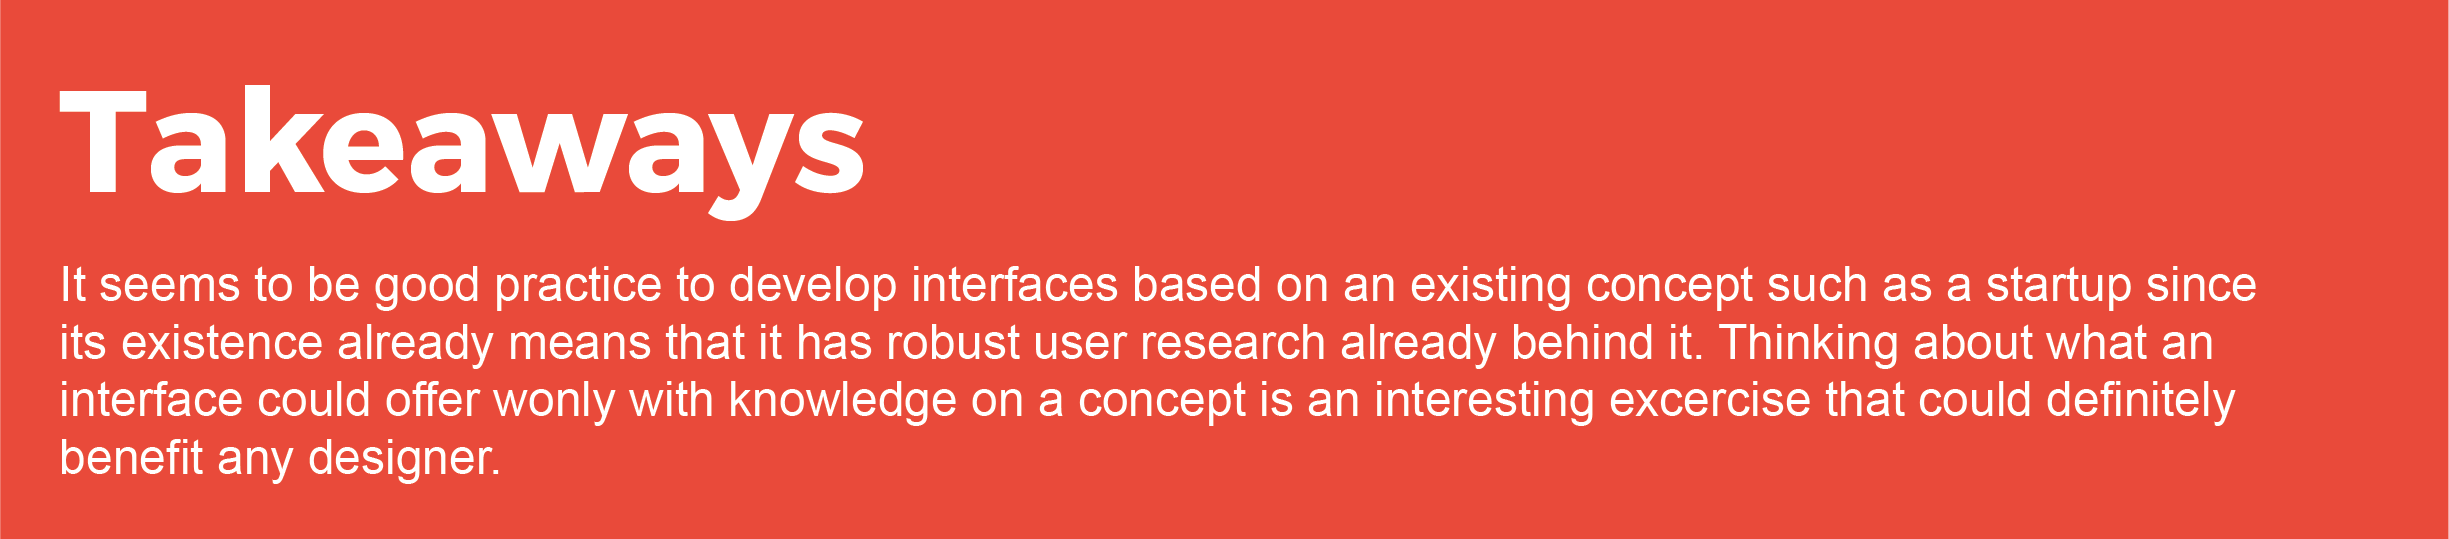 Takeaways
It seems to be good practice to develop interfaces based on an existing concept such as a startup since
its existence already means that it has robust user research already behind it. Thinking about what an
interface could offer wonly with knowledge on a concept is an interesting excercise that could definitely
benefit any designer.